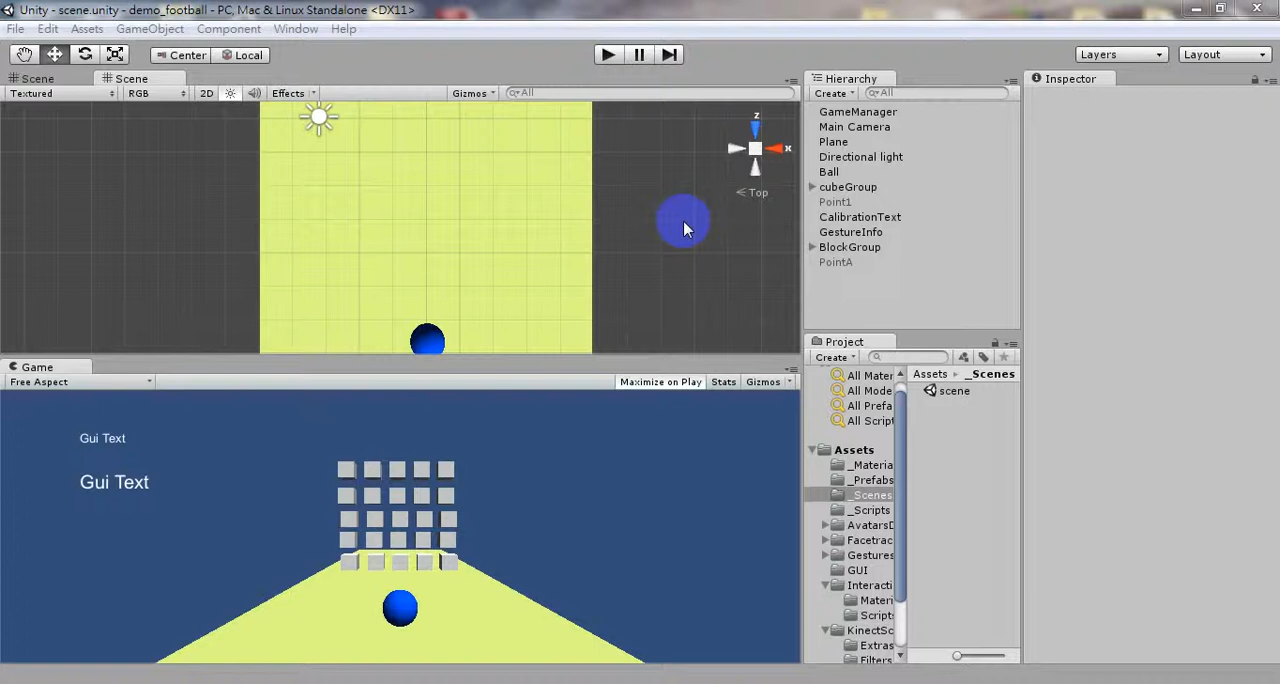 Unity - scene.unity - demo_football - PC, Mac & Linux Standalone <DX11>
File Edit Assets GameObject Component Window Help
Center Local Layers Layout
Scene Scene
Textured RGB 2D Effects Gizmos All
z
x
Top
Hierarchy
Create All
GameManager
Main Camera
Plane
Directional light
Ball
cubeGroup
Point1
CalibrationText
GestureInfo
BlockGroup
PointA
Inspector
Game
Free Aspect Maximize on Play Stats Gizmos
Gui Text
Gui Text
Project
Create
All Mater
All Mode
All Prefa
All Script
Assets
_Materia
_Prefabs
_Scenes
_Scripts
AvatarsD
Facetrac
Gestures
GUI
Interacti
Materi
Scripts
KinectSc
Extras
Filters
Assets _Scenes
scene